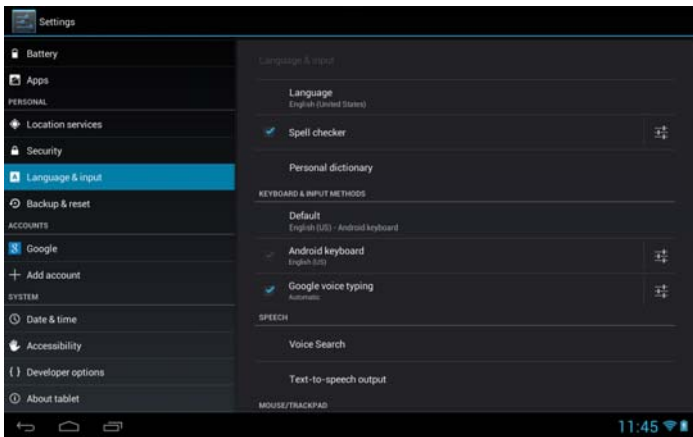 Settings
Battery
Apps
PERSONAL
Location services
Security
Language & input
Backup & reset
ACCOUNTS
Google
Add account
SYSTEM
Date & time
Accessibility
Developer options
About tablet
Language & input
Language
English (United States)
Spell checker
Personal dictionary
KEYBOARD & INPUT METHODS
Default
English (US) - Android keyboard
Android keyboard
English (US)
Google voice typing
Automatic
SPEECH
Voice Search
Text-to-speech output
MOUSE/TRACKPAD
11:45